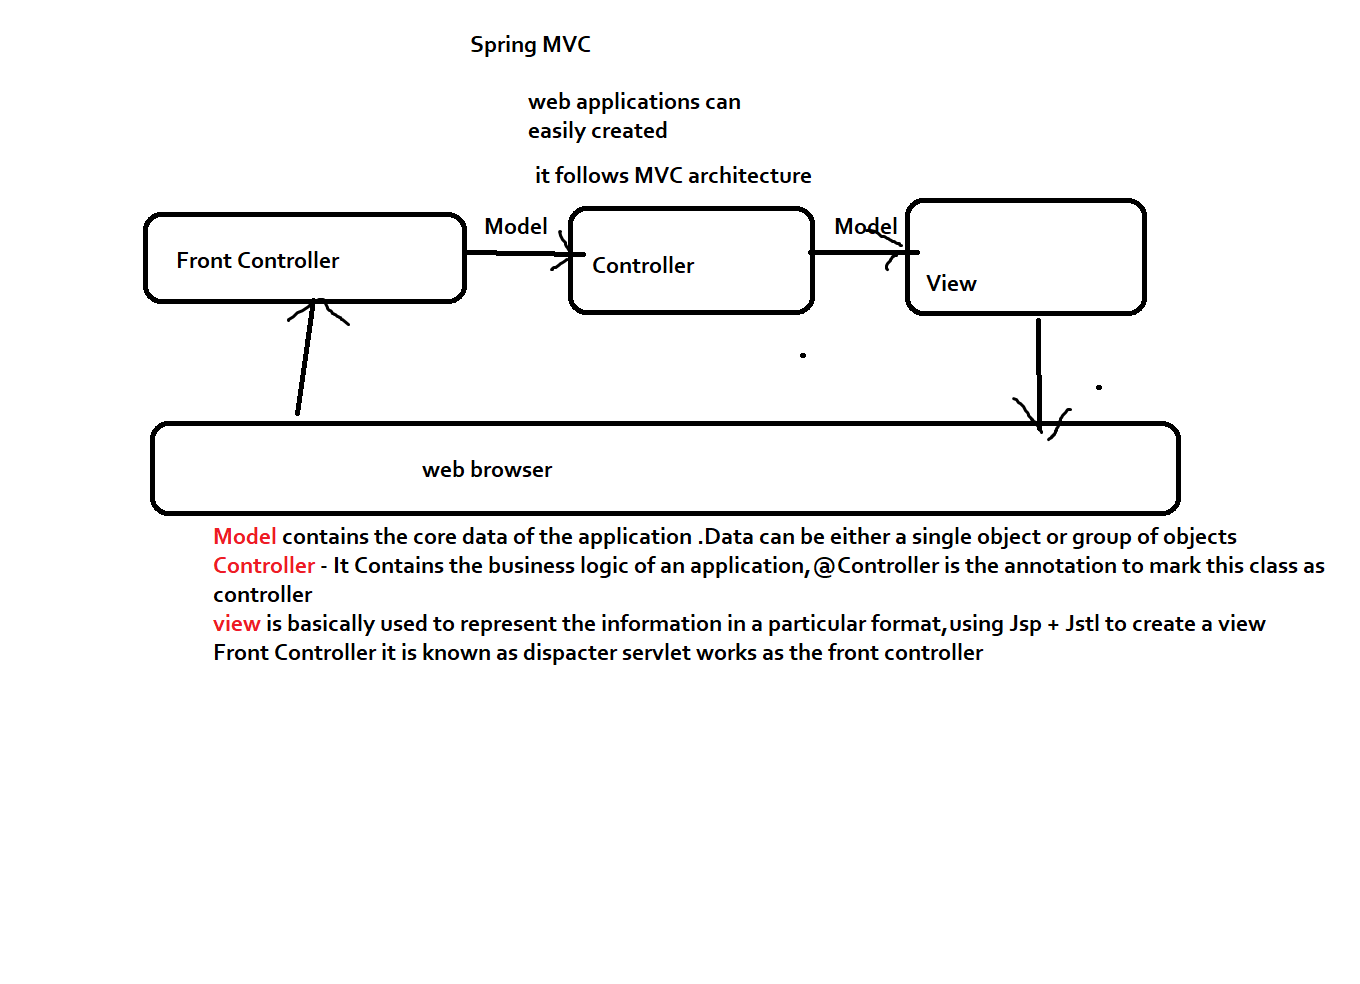 Spring MVC
web applications can
easily created
it follows MVC architecture
Model
Model
Front Controller
Controller
View
web browser
Model contains the core data of the application .Data can be either a single object or group of objects
Controller - It Contains the business logic of an application,@Controller is the annotation to mark this class as
controller
view is basically used to represent the information in a particular format,using Jsp + Jstl to create a view
Front Controller it is known as dispacter servlet works as the front controller